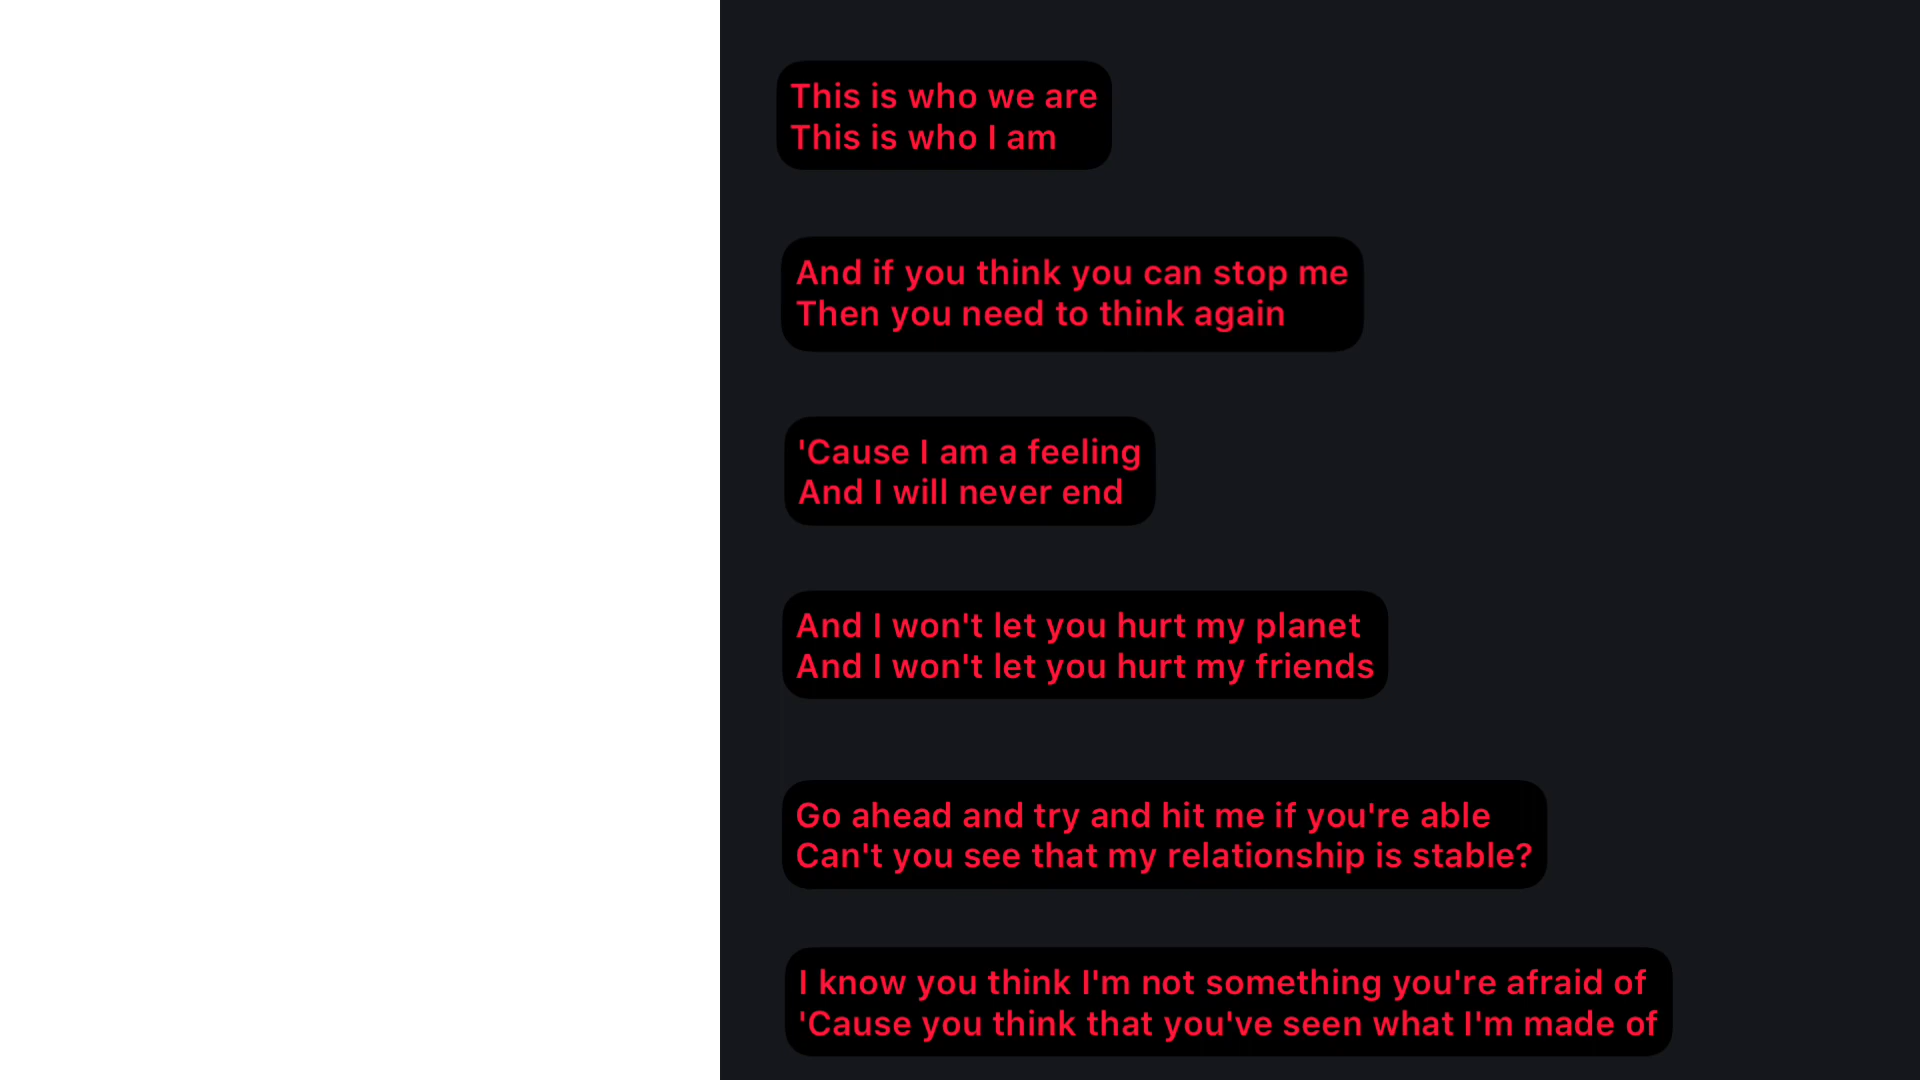 This is who we are
This is who I am
And if you think you can stop me
Then you need to think again
'Cause I am a feeling
And I will never end
And I won't let you hurt my planet
And I won't let you hurt my friends
Go ahead and try and hit me if you're able
Can't you see that my relationship is stable?
I know you think I'm not something you're afraid of
'Cause you think that you've seen what I'm made of